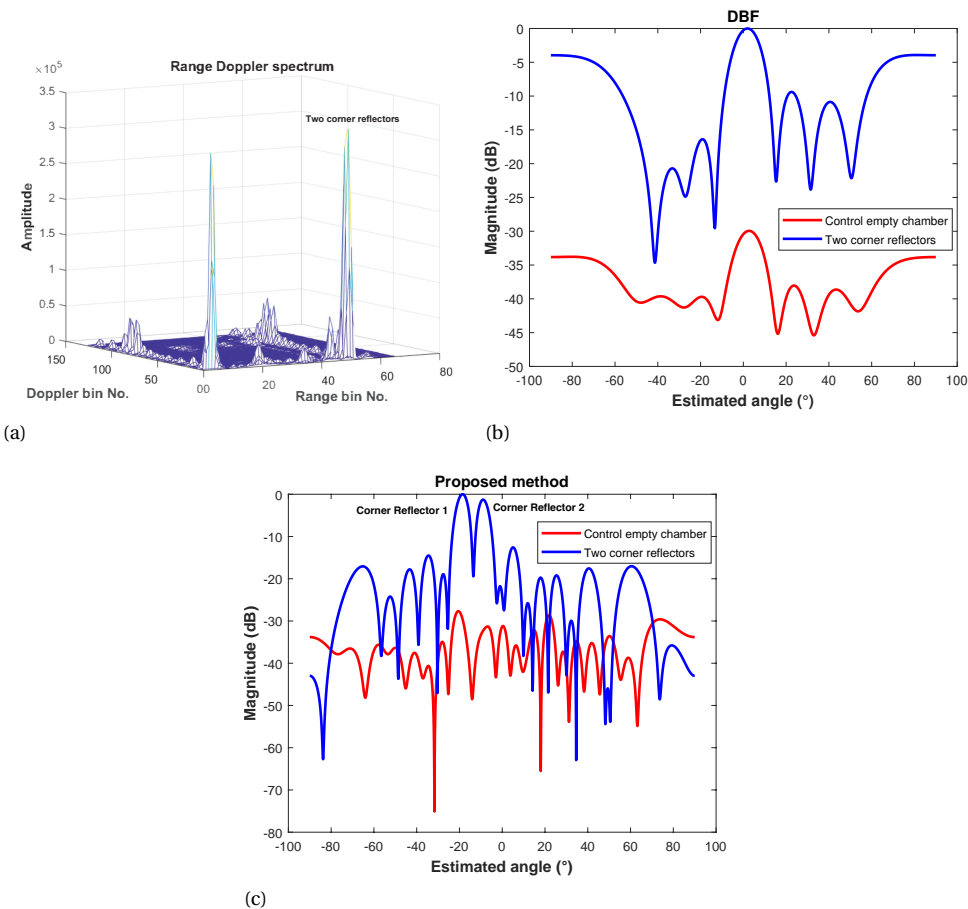 Range Doppler spectrum
×10⁵
Two corner reflectors
3.5
3
2.5
2
1.5
1
0.5
0
Amplitude
150
100
50
00
20
40
60
80
Doppler bin No.
Range bin No.
(a)
DBF
0
-5
-10
-15
-20
-25
-30
-35
-40
-45
-50
Magnitude (dB)
Control empty chamber
Two corner reflectors
-100 -80 -60 -40 -20 0 20 40 60 80 100
Estimated angle (°)
(b)
Proposed method
Corner Reflector 1
Corner Reflector 2
Control empty chamber
Two corner reflectors
0
-10
-20
-30
-40
-50
-60
-70
-80
Magnitude (dB)
-100 -80 -60 -40 -20 0 20 40 60 80 100
Estimated angle (°)
(c)